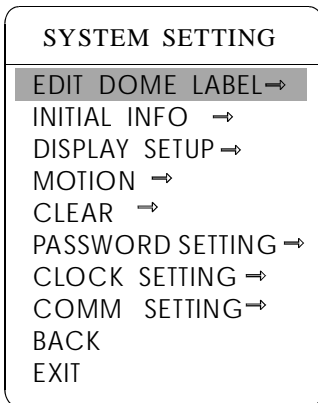 SYSTEM SETTING
EDIT DOME LABEL→
INITIAL INFO →
DISPLAY SETUP→
MOTION →
CLEAR →
PASSWORD SETTING →
CLOCK SETTING →
COMM SETTING→
BACK
EXIT